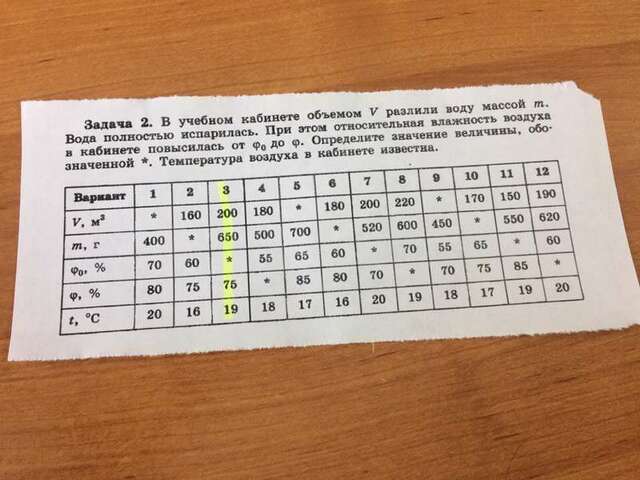 Задача 2. В учебном кабинете объемом V разлили воду массой m.
Вода полностью испарилась. При этом относительная влажность воздуха
в кабинете повысилась от φ₀ до φ. Определите значение величины, обо-
значенной *. Температура воздуха в кабинете известна.
Вариант 1 2 3 4 5 6 7 8 9 10 11 12
V, м³ * 160 200 180 * 180 200 220 * 170 150 190
m, г 400 * 650 500 700 * 520 600 450 * 550 620
φ₀, % 70 60 * 55 65 60 * 70 55 65 * 60
φ, % 80 75 75 * 85 80 70 * 70 75 85 *
t, °C 20 16 19 18 17 16 20 19 18 17 19 20